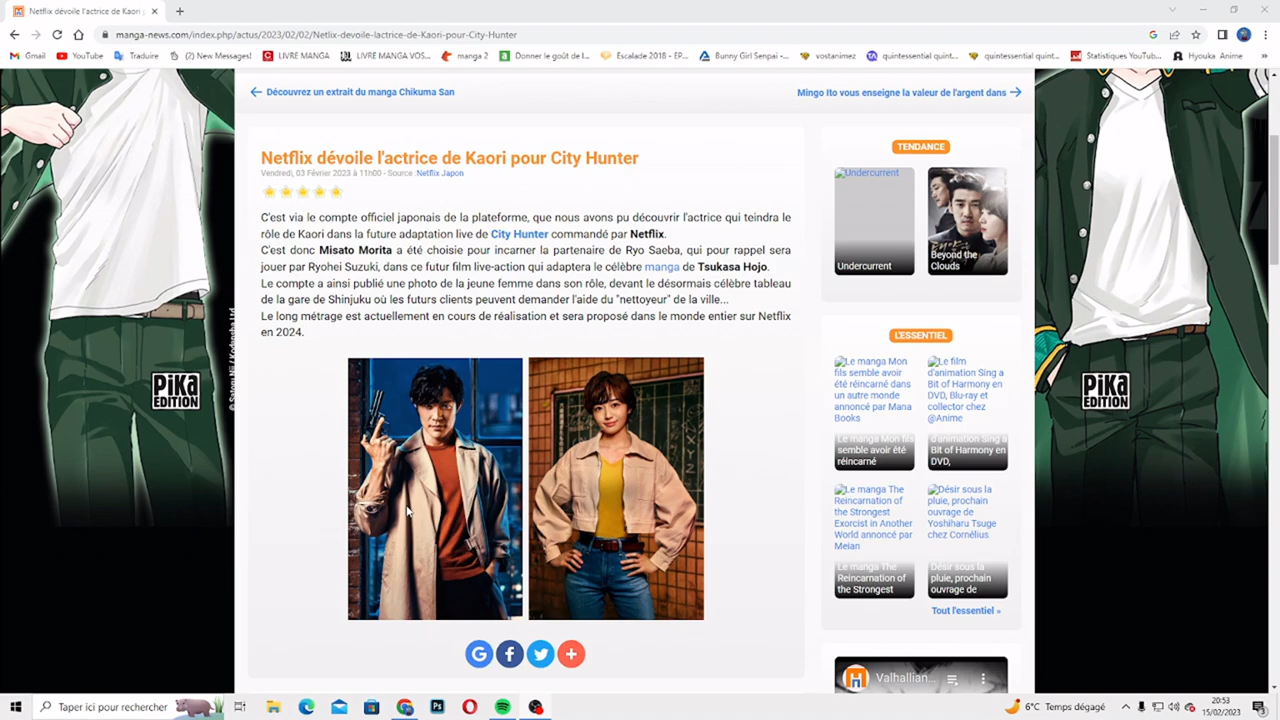 Netflix dévoile l'actrice de Kaori
manga-news.com/index.php/actus/2023/02/02/Netlix-devoile-lactrice-de-Kaori-pour-City-Hunter
Gmail
YouTube
Traduire
(2) New Messages!
LIVRE MANGA
LIVRE MANGA VOS...
manga 2
Donner le goût de l...
Escalade 2018 - EP...
Bunny Girl Senpai -...
vostanimez
quintessential quint...
quintessential quint...
Statistiques YouTub...
Hyouka Anime
»
← Découvrez un extrait du manga Chikuma San
Mingo Ito vous enseigne la valeur de l'argent dans →
Netflix dévoile l'actrice de Kaori pour City Hunter
Vendredi, 03 Février 2023 à 11h00 - Source :Netflix Japon
C'est via le compte officiel japonais de la plateforme, que nous avons pu découvrir l'actrice qui teindra le
rôle de Kaori dans la future adaptation live de City Hunter commandé par Netflix.
C'est donc Misato Morita a été choisie pour incarner la partenaire de Ryo Saeba, qui pour rappel sera
jouer par Ryohei Suzuki, dans ce futur film live-action qui adaptera le célèbre manga de Tsukasa Hojo.
Le compte a ainsi publié une photo de la jeune femme dans son rôle, devant le désormais célèbre tableau
de la gare de Shinjuku où les futurs clients peuvent demander l'aide du "nettoyeur" de la ville...
Le long métrage est actuellement en cours de réalisation et sera proposé dans le monde entier sur Netflix
en 2024.
XYZ
TENDANCE
Undercurrent
Undercurrent
Beyond the
Clouds
L'ESSENTIEL
Le manga Mon
fils semble avoir
été réincarné dans
un autre monde
annoncé par Mana
Books
Le manga Mon fils
semble avoir été
réincarné
Le film
d'animation Sing a
Bit of Harmony en
DVD, Blu-ray et
collector chez
@Anime
d'animation Sing a
Bit of Harmony en
DVD,
Le manga The
Reincarnation of
the Strongest
Exorcist in Another
World annoncé par
Meian
Le manga The
Reincarnation of
the Strongest
Désir sous la
pluie, prochain
ouvrage de
Yoshiharu Tsuge
chez Cornélius
Désir sous la
pluie, prochain
ouvrage de
Tout l'essentiel »
Valhallian...
PIKA
EDITION
PIKA
EDITION
© Satoru Nii / Kodansha Ltd.
Taper ici pour rechercher
6°C Temps dégagé
20:53
15/02/2023